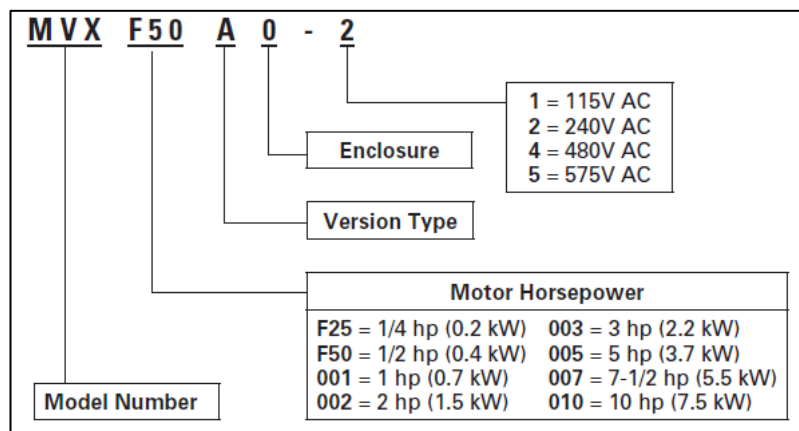 MVX F50 A 0 - 2
1 = 115V AC
2 = 240V AC
4 = 480V AC
5 = 575V AC
Enclosure
Version Type
Motor Horsepower
F25 = 1/4 hp (0.2 kW) 003 = 3 hp (2.2 kW)
F50 = 1/2 hp (0.4 kW) 005 = 5 hp (3.7 kW)
001 = 1 hp (0.7 kW) 007 = 7-1/2 hp (5.5 kW)
002 = 2 hp (1.5 kW) 010 = 10 hp (7.5 kW)
Model Number